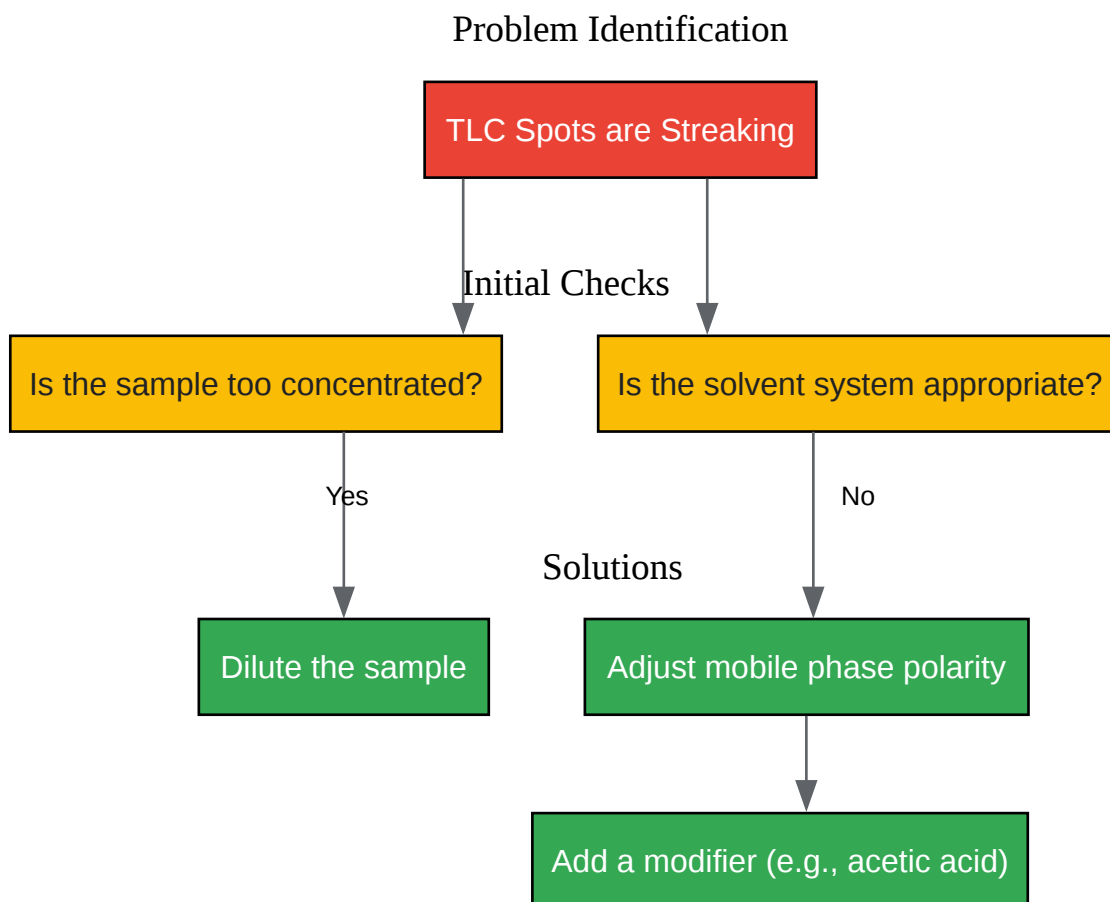 Problem Identification
TLC Spots are Streaking
Initial Checks
Is the sample too concentrated?
Is the solvent system appropriate?
Yes
No
Solutions
Dilute the sample
Adjust mobile phase polarity
Add a modifier (e.g., acetic acid)